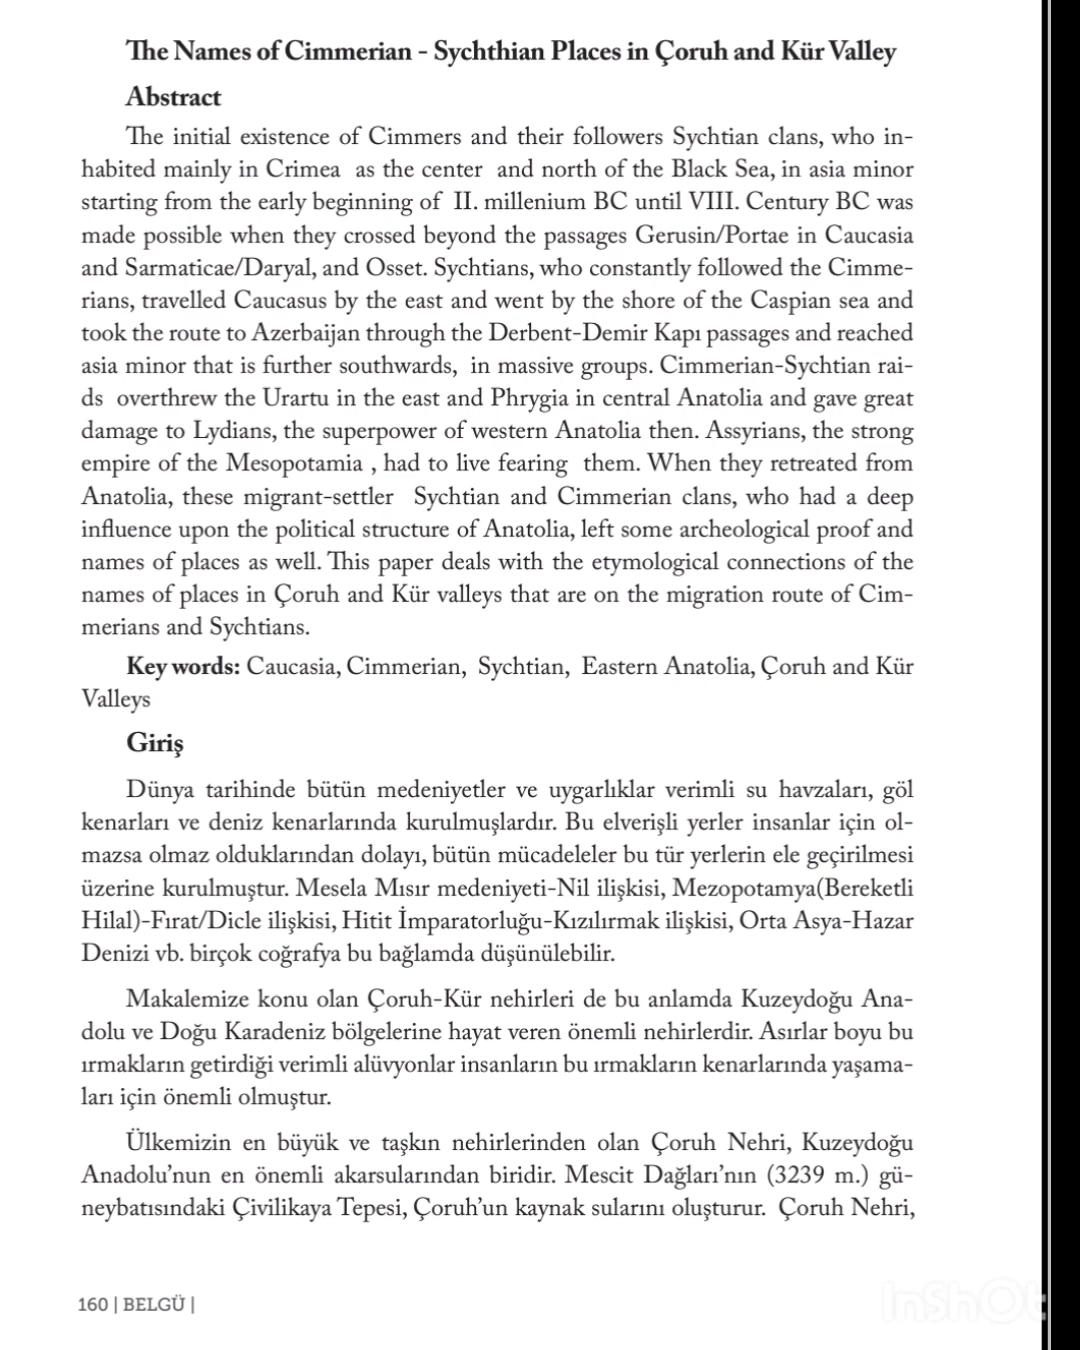 The Names of Cimmerian - Sychthian Places in Çoruh and Kür Valley
Abstract
The initial existence of Cimmers and their followers Sychtian clans, who in-
habited mainly in Crimea as the center and north of the Black Sea, in asia minor
starting from the early beginning of II. millenium BC until VIII. Century BC was
made possible when they crossed beyond the passages Gerusin/Portae in Caucasia
and Sarmaticae/Daryal, and Osset. Sychtians, who constantly followed the Cimme-
rians, travelled Caucasus by the east and went by the shore of the Caspian sea and
took the route to Azerbaijan through the Derbent-Demir Kapı passages and reached
asia minor that is further southwards, in massive groups. Cimmerian-Sychtian rai-
ds overthrew the Urartu in the east and Phrygia in central Anatolia and gave great
damage to Lydians, the superpower of western Anatolia then. Assyrians, the strong
empire of the Mesopotamia , had to live fearing them. When they retreated from
Anatolia, these migrant-settler Sychtian and Cimmerian clans, who had a deep
influence upon the political structure of Anatolia, left some archeological proof and
names of places as well. This paper deals with the etymological connections of the
names of places in Çoruh and Kür valleys that are on the migration route of Cim-
merians and Sychtians.
Key words: Caucasia, Cimmerian, Sychtian, Eastern Anatolia, Çoruh and Kür
Valleys
Giriş
Dünya tarihinde bütün medeniyetler ve uygarlıklar verimli su havzaları, göl
kenarları ve deniz kenarlarında kurulmuşlardır. Bu elverişli yerler insanlar için ol-
mazsa olmaz olduklarından dolayı, bütün mücadeleler bu tür yerlerin ele geçirilmesi
üzerine kurulmuştur. Mesela Mısır medeniyeti-Nil ilişkisi, Mezopotamya(Bereketli
Hilal)-Fırat/Dicle ilişkisi, Hitit İmparatorluğu-Kızılırmak ilişkisi, Orta Asya-Hazar
Denizi vb. birçok coğrafya bu bağlamda düşünülebilir.
Makalemize konu olan Çoruh-Kür nehirleri de bu anlamda Kuzeydoğu Ana-
dolu ve Doğu Karadeniz bölgelerine hayat veren önemli nehirlerdir. Asırlar boyu bu
ırmakların getirdiği verimli alüvyonlar insanların bu ırmakların kenarlarında yaşama-
ları için önemli olmuştur.
Ülkemizin en büyük ve taşkın nehirlerinden olan Çoruh Nehri, Kuzeydoğu
Anadolu’nun en önemli akarsularından biridir. Mescit Dağları’nın (3239 m.) gü-
neybatısındaki Çivilikaya Tepesi, Çoruh’un kaynak sularını oluşturur. Çoruh Nehri,
160 | BELGÜ |
InShOt